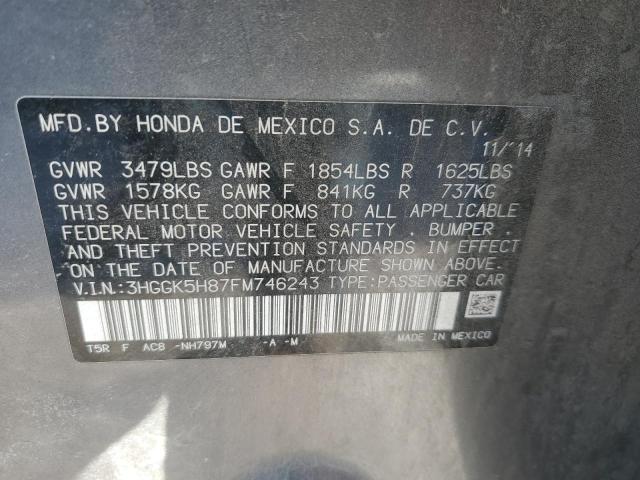 MFD.BY HONDA DE MEXICO S.A. DE C.V.
11/'14
GVWR 3479LBS GAWR F 1854LBS R 1625LBS
GVWR 1578KG GAWR F 841KG R 737KG
THIS VEHICLE CONFORMS TO ALL APPLICABLE
FEDERAL MOTOR VEHICLE SAFETY , BUMPER ,
AND THEFT PREVENTION STANDARDS IN EFFECT
ON THE DATE OF MANUFACTURE SHOWN ABOVE.
V.I.N.:3HGGK5H87FM746243 TYPE:PASSENGER CAR
T5R F AC8 -NH797M -A -M MADE IN MEXICO